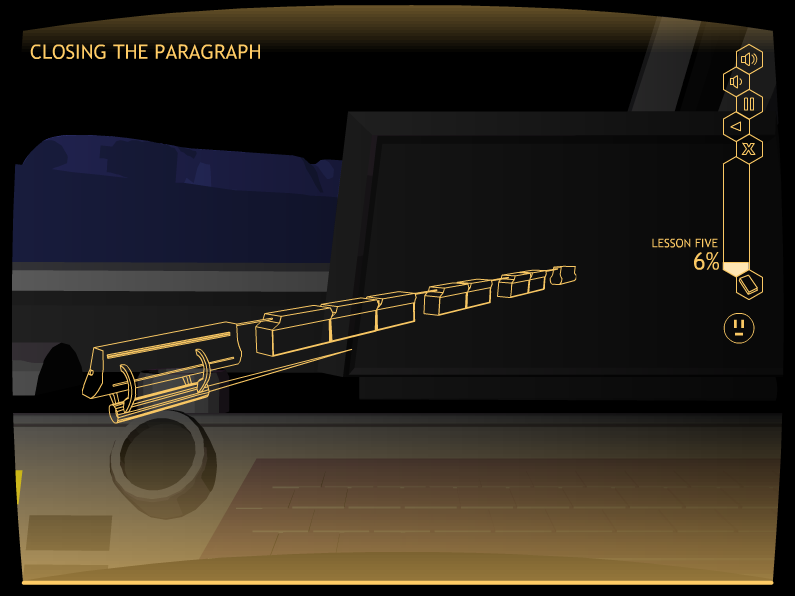 CLOSING THE PARAGRAPH
LESSON FIVE
6%